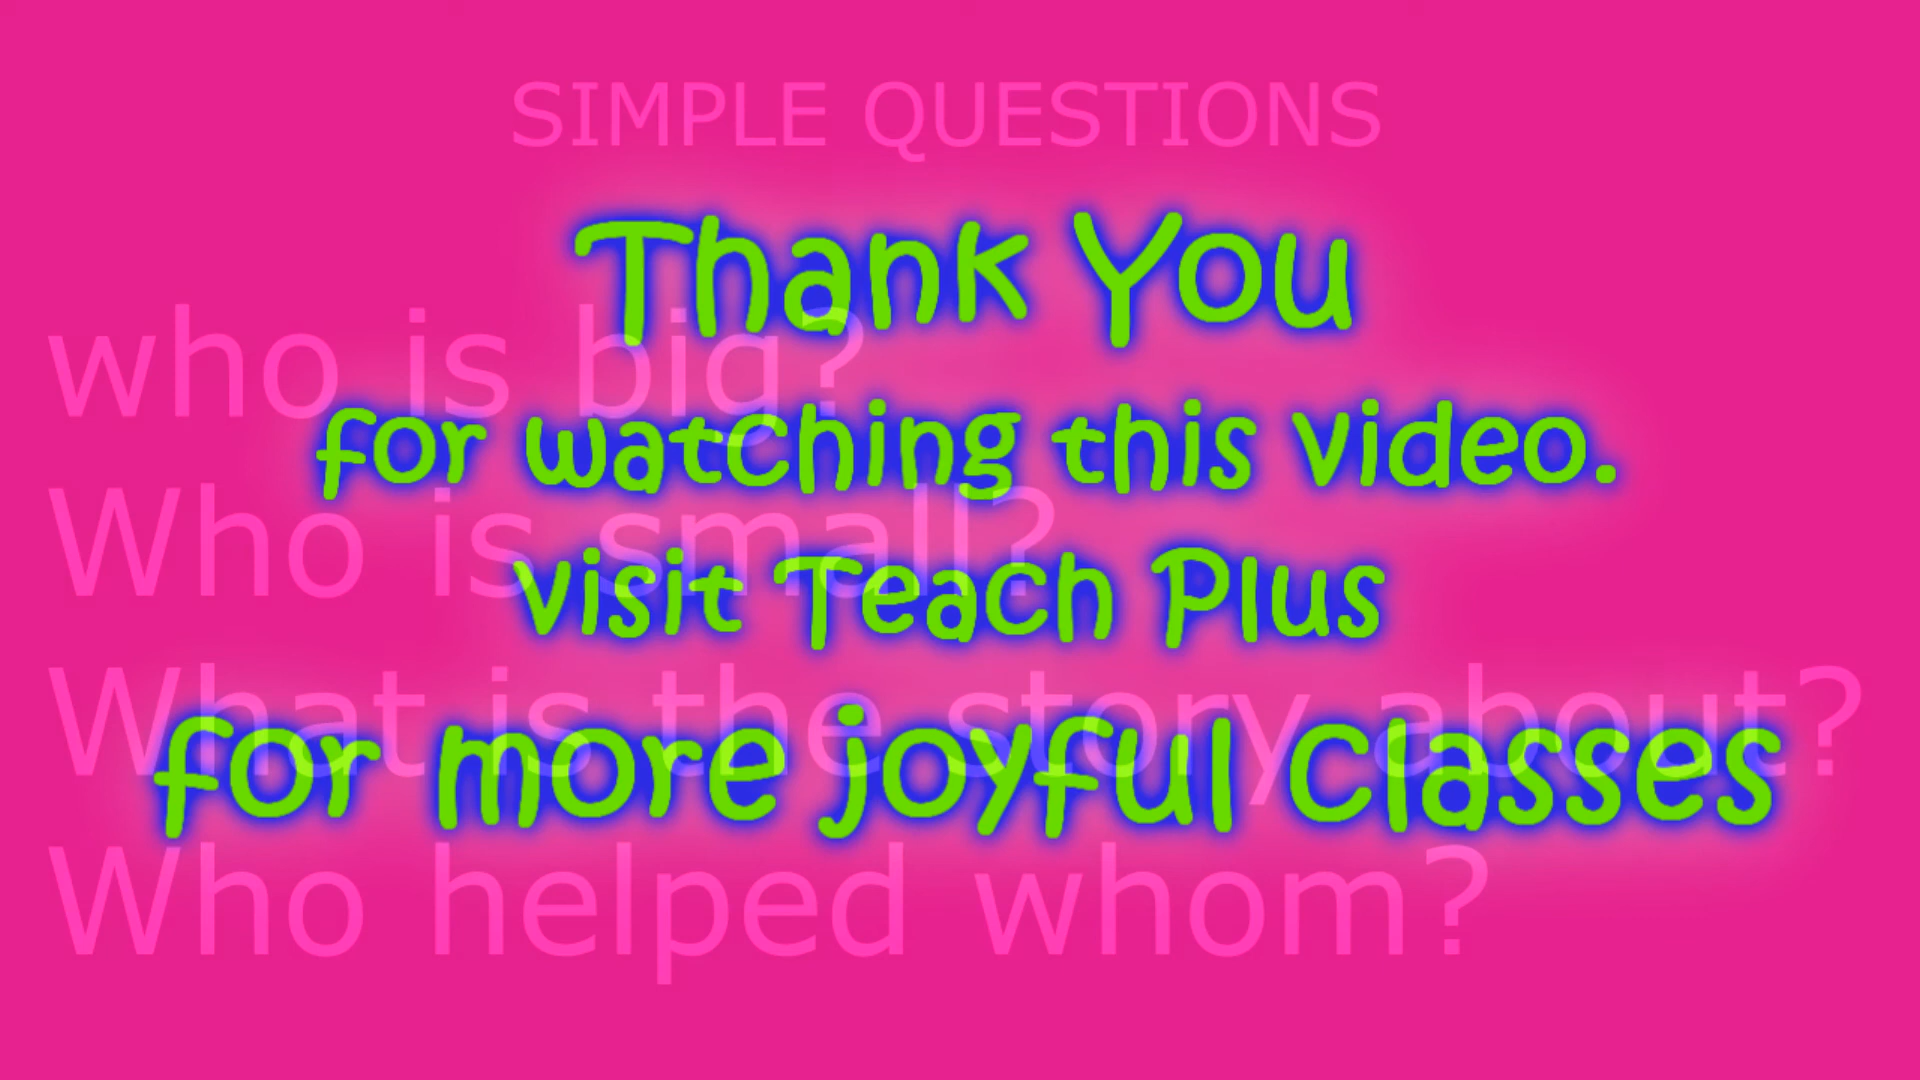 SIMPLE QUESTIONS
Thank You
who is big?
for watching this video.
Who is small?
visit Teach Plus
What is the story about?
for more joyful classes
Who helped whom?